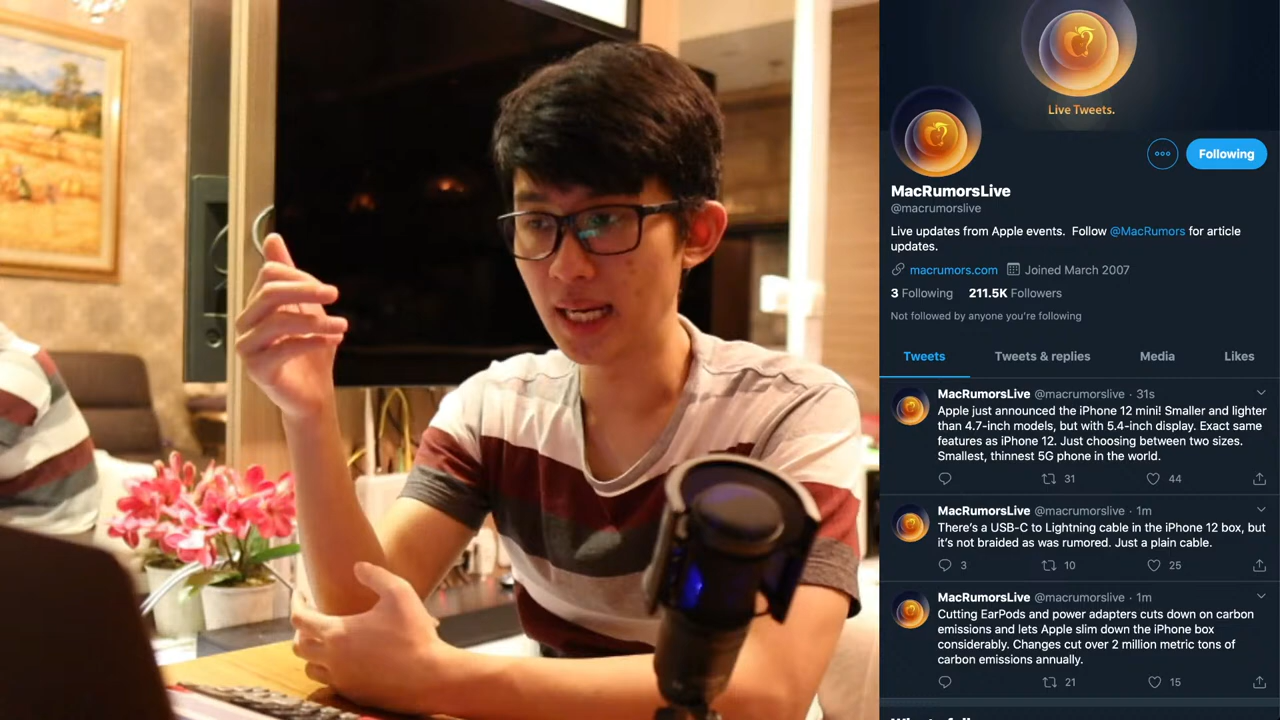 Live Tweets.
Following
MacRumorsLive
@macrumorslive
Live updates from Apple events. Follow @MacRumors for article
updates.
macrumors.com Joined March 2007
3 Following 211.5K Followers
Not followed by anyone you're following
Tweets Tweets & replies Media Likes
MacRumorsLive @macrumorslive · 31s
Apple just announced the iPhone 12 mini! Smaller and lighter
than 4.7-inch models, but with 5.4-inch display. Exact same
features as iPhone 12. Just choosing between two sizes.
Smallest, thinnest 5G phone in the world.
31 44
MacRumorsLive @macrumorslive · 1m
There's a USB-C to Lightning cable in the iPhone 12 box, but
it's not braided as was rumored. Just a plain cable.
3 10 25
MacRumorsLive @macrumorslive · 1m
Cutting EarPods and power adapters cuts down on carbon
emissions and lets Apple slim down the iPhone box
considerably. Changes cut over 2 million metric tons of
carbon emissions annually.
21 15